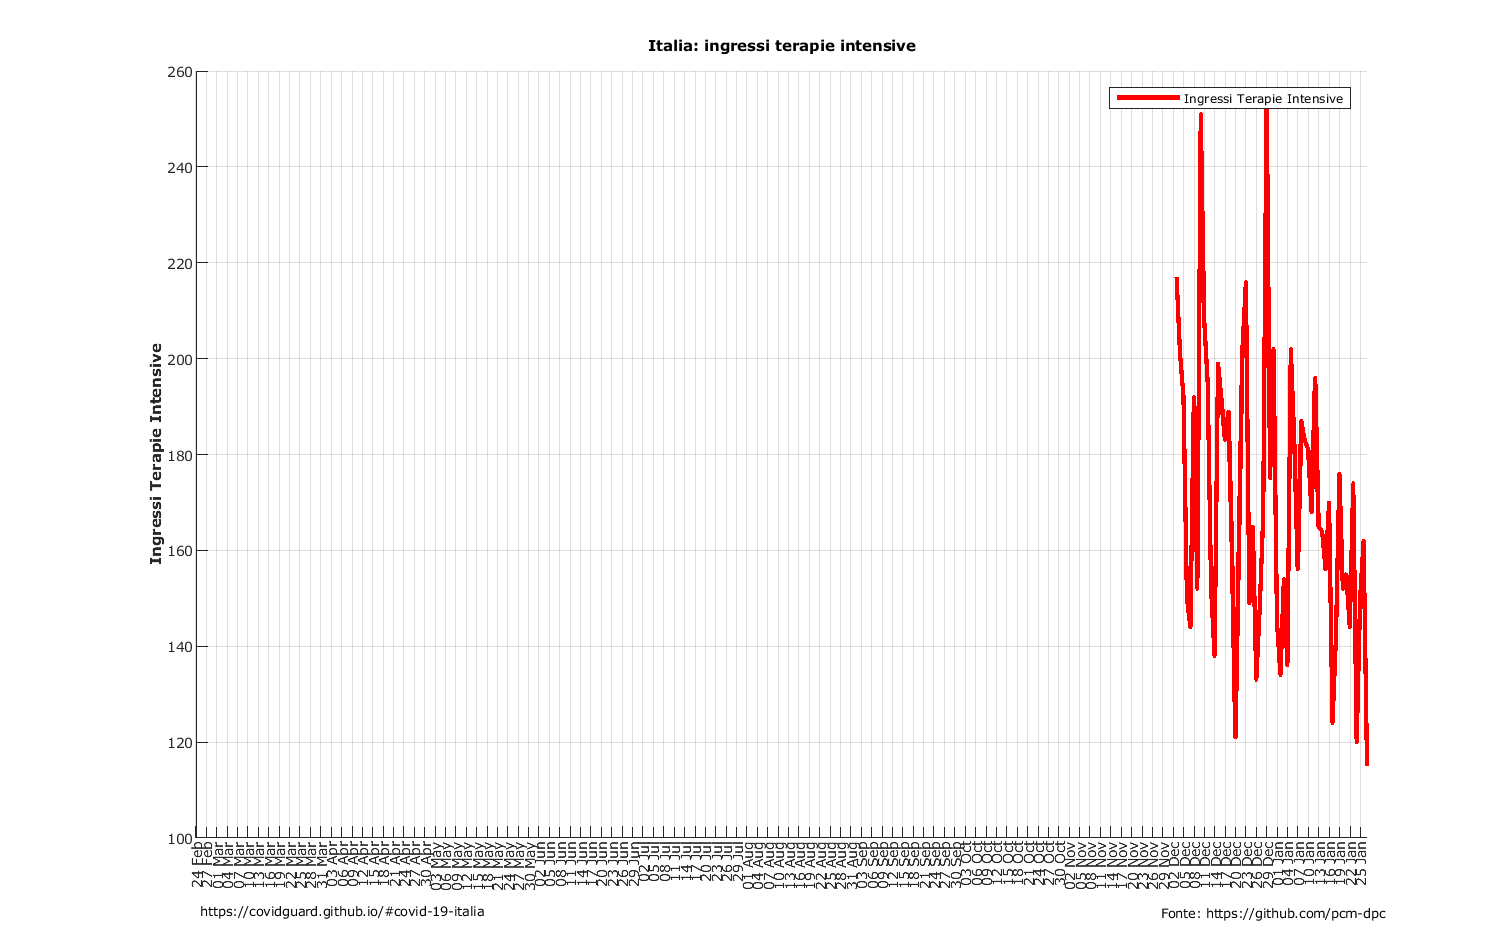 Italia: ingressi terapie intensive
Ingressi Terapie Intensive
Ingressi Terapie Intensive
260
240
220
200
180
160
140
120
100
24 Feb
27 Feb
01 Mar
04 Mar
07 Mar
10 Mar
13 Mar
16 Mar
19 Mar
22 Mar
25 Mar
28 Mar
31 Mar
03 Apr
06 Apr
09 Apr
12 Apr
15 Apr
18 Apr
21 Apr
24 Apr
27 Apr
30 Apr
03 May
06 May
09 May
12 May
15 May
18 May
21 May
24 May
27 May
30 May
02 Jun
05 Jun
08 Jun
11 Jun
14 Jun
17 Jun
20 Jun
23 Jun
26 Jun
29 Jun
02 Jul
05 Jul
08 Jul
11 Jul
14 Jul
17 Jul
20 Jul
23 Jul
26 Jul
29 Jul
01 Aug
04 Aug
07 Aug
10 Aug
13 Aug
16 Aug
19 Aug
22 Aug
25 Aug
28 Aug
31 Aug
03 Sep
06 Sep
09 Sep
12 Sep
15 Sep
18 Sep
21 Sep
24 Sep
27 Sep
30 Sep
03 Oct
06 Oct
09 Oct
12 Oct
15 Oct
18 Oct
21 Oct
24 Oct
27 Oct
30 Oct
02 Nov
05 Nov
08 Nov
11 Nov
14 Nov
17 Nov
20 Nov
23 Nov
26 Nov
29 Nov
02 Dec
05 Dec
08 Dec
11 Dec
14 Dec
17 Dec
20 Dec
23 Dec
26 Dec
29 Dec
01 Jan
04 Jan
07 Jan
10 Jan
13 Jan
16 Jan
19 Jan
22 Jan
25 Jan
https://covidguard.github.io/#covid-19-italia
Fonte: https://github.com/pcm-dpc